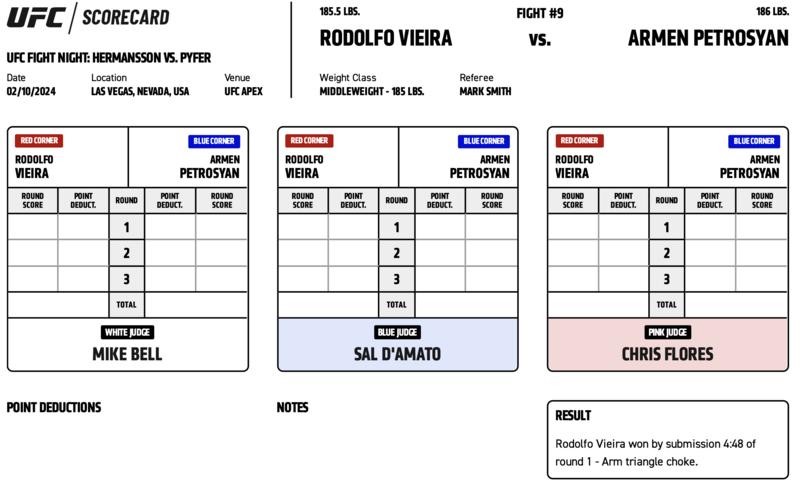 UFC SCORECARD
UFC FIGHT NIGHT: HERMANSSON VS. PYFER
Date Location Venue
02/10/2024 LAS VEGAS, NEVADA, USA UFC APEX
185.5 LBS. FIGHT #9 186 LBS.
RODOLFO VIEIRA VS. ARMEN PETROSYAN
Weight Class Referee
MIDDLEWEIGHT - 185 LBS. MARK SMITH
RED CORNER BLUE CORNER
RODOLFO ARMEN
VIEIRA PETROSYAN
ROUND SCORE POINT DEDUCT. ROUND POINT DEDUCT. ROUND SCORE
1
2
3
TOTAL
WHITE JUDGE
MIKE BELL
RED CORNER BLUE CORNER
RODOLFO ARMEN
VIEIRA PETROSYAN
ROUND SCORE POINT DEDUCT. ROUND POINT DEDUCT. ROUND SCORE
1
2
3
TOTAL
BLUE JUDGE
SAL D'AMATO
RED CORNER BLUE CORNER
RODOLFO ARMEN
VIEIRA PETROSYAN
ROUND SCORE POINT DEDUCT. ROUND POINT DEDUCT. ROUND SCORE
1
2
3
TOTAL
PINK JUDGE
CHRIS FLORES
POINT DEDUCTIONS
NOTES
RESULT
Rodolfo Vieira won by submission 4:48 of
round 1 - Arm triangle choke.